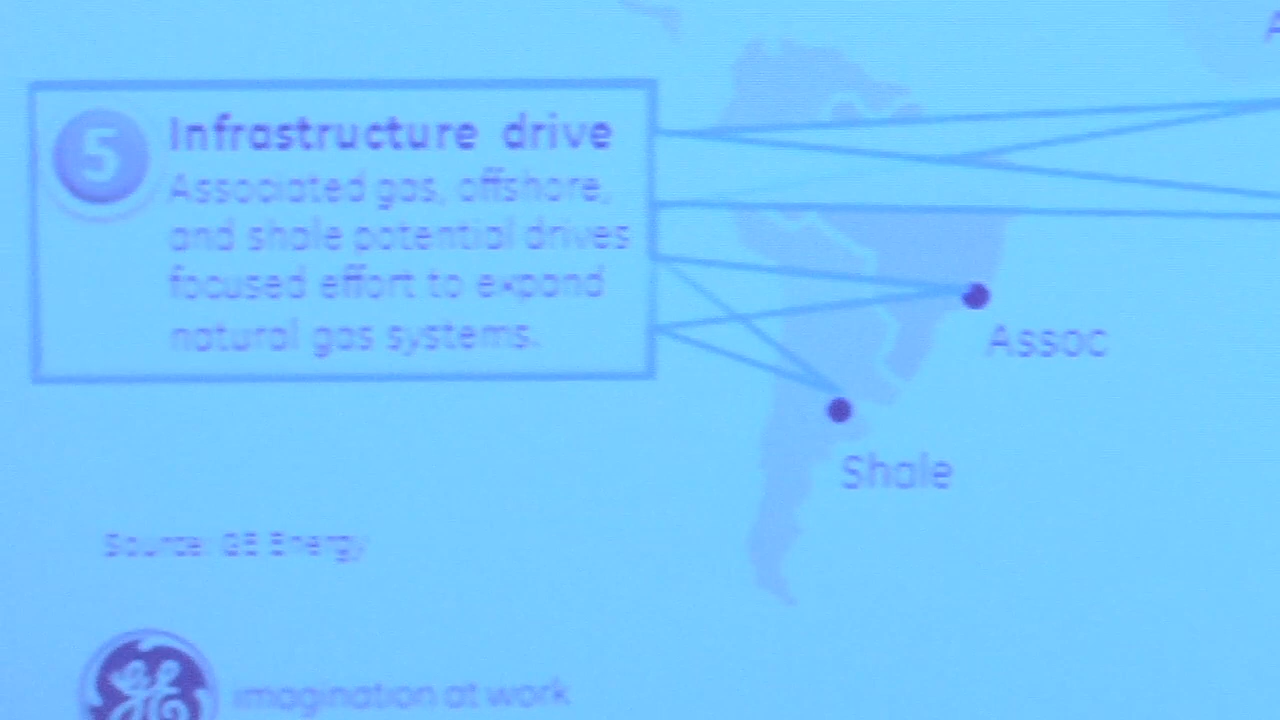 A
5
Infrastructure drive
Associated gas, offshore,
and shale potential drives
focused effort to expand
natural gas systems.
Assoc
Shale
Source: GE Energy
GE
imagination at work